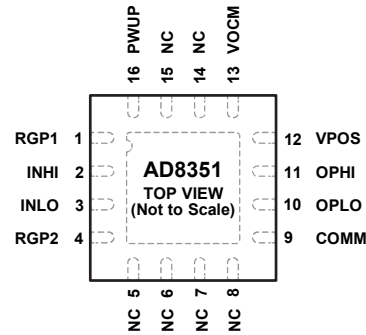 16 PWUP
15 NC
14 NC
13 VOCM
RGP1 1
INHI 2
INLO 3
RGP2 4
AD8351
TOP VIEW
(Not to Scale)
12 VPOS
11 OPHI
10 OPLO
9 COMM
NC 5
NC 6
NC 7
NC 8